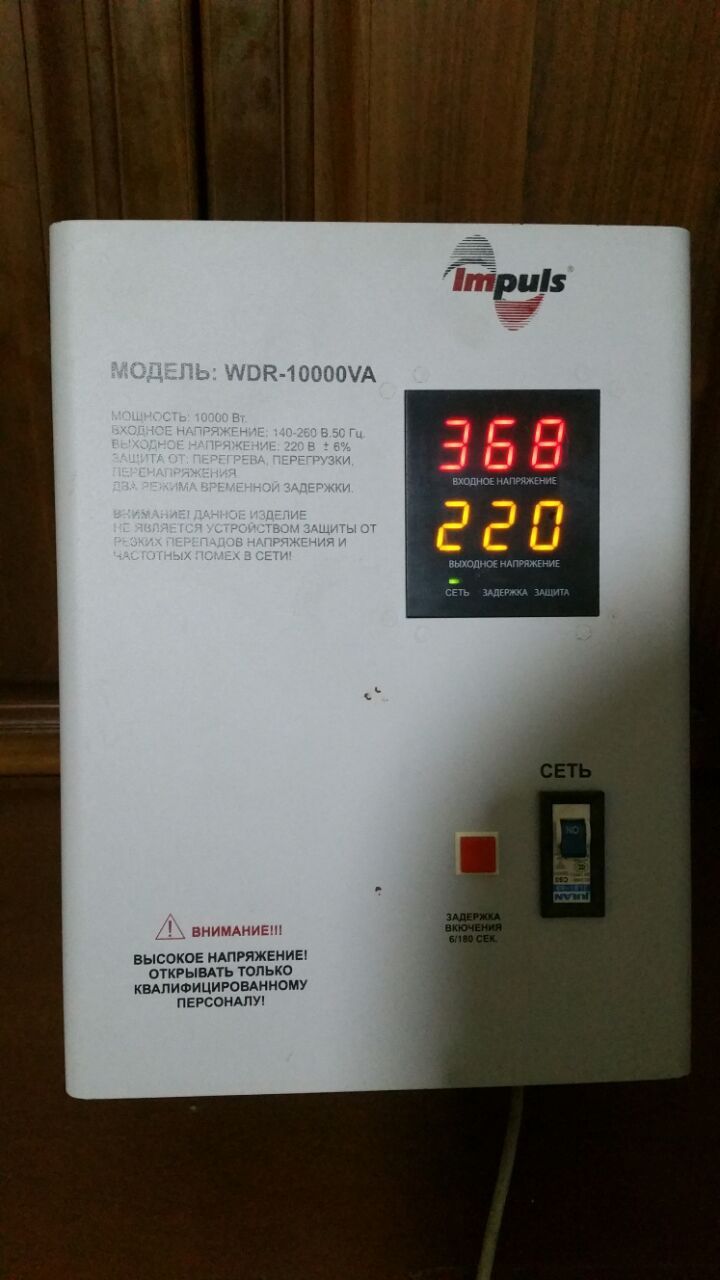 Impuls®
МОДЕЛЬ: WDR-10000VA
МОЩНОСТЬ: 10000 Вт.
ВХОДНОЕ НАПРЯЖЕНИЕ: 140-260 В.50 Гц.
ВЫХОДНОЕ НАПРЯЖЕНИЕ: 220 В ± 6%
ЗАЩИТА ОТ: ПЕРЕГРЕВА, ПЕРЕГРУЗКИ,
ПЕРЕНАПРЯЖЕНИЯ.
ДВА РЕЖИМА ВРЕМЕННОЙ ЗАДЕРЖКИ.
ВНИМАНИЕ! ДАННОЕ ИЗДЕЛИЕ
НЕ ЯВЛЯЕТСЯ УСТРОЙСТВОМ ЗАЩИТЫ ОТ
РЕЗКИХ ПЕРЕПАДОВ НАПРЯЖЕНИЯ И
ЧАСТОТНЫХ ПОМЕХ В СЕТИ!
368
ВХОДНОЕ НАПРЯЖЕНИЕ
220
ВЫХОДНОЕ НАПРЯЖЕНИЕ
СЕТЬ ЗАДЕРЖКА ЗАЩИТА
СЕТЬ
ON
JULAN
ЗАДЕРЖКА
ВКЮЧЕНИЯ
6/180 СЕК.
ВНИМАНИЕ!!!
ВЫСОКОЕ НАПРЯЖЕНИЕ!
ОТКРЫВАТЬ ТОЛЬКО
КВАЛИФИЦИРОВАННОМУ
ПЕРСОНАЛУ!